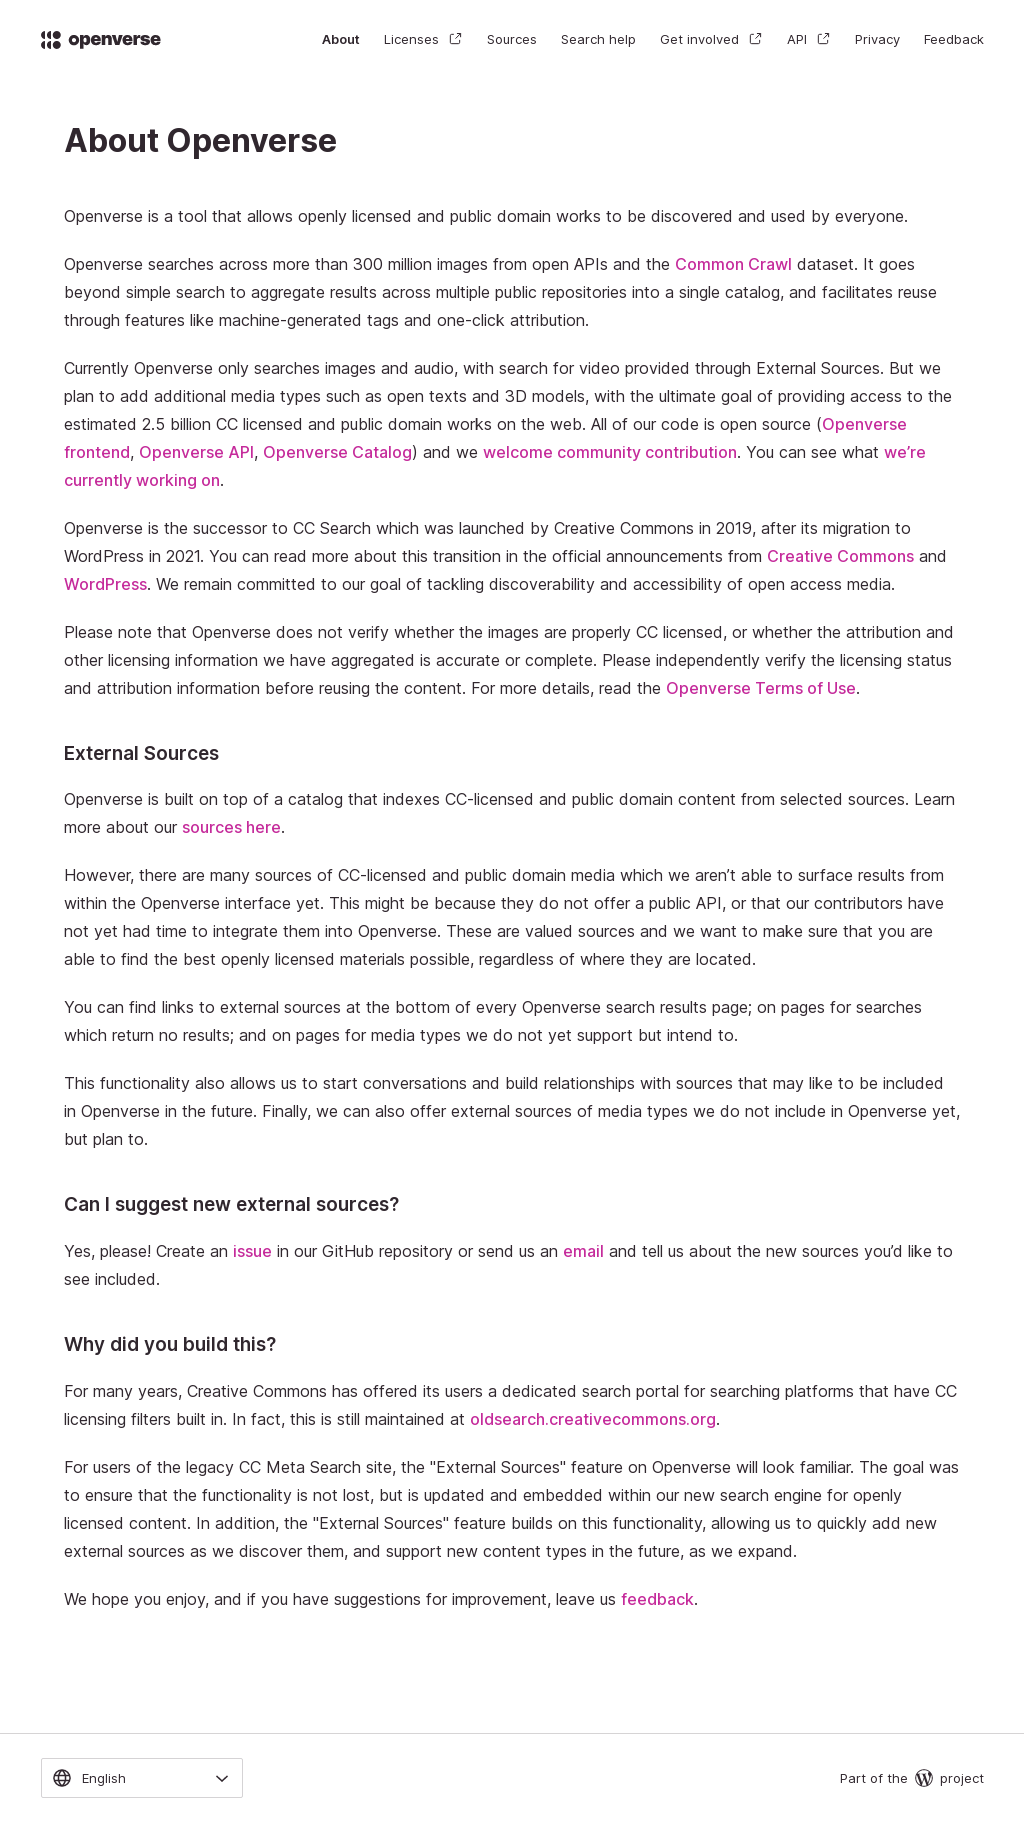 openverse
About Licenses Sources Search help Get involved API Privacy Feedback
About Openverse
Openverse is a tool that allows openly licensed and public domain works to be discovered and used by everyone.
Openverse searches across more than 300 million images from open APIs and the Common Crawl dataset. It goes
beyond simple search to aggregate results across multiple public repositories into a single catalog, and facilitates reuse
through features like machine-generated tags and one-click attribution.
Currently Openverse only searches images and audio, with search for video provided through External Sources. But we
plan to add additional media types such as open texts and 3D models, with the ultimate goal of providing access to the
estimated 2.5 billion CC licensed and public domain works on the web. All of our code is open source (Openverse
frontend, Openverse API, Openverse Catalog) and we welcome community contribution. You can see what we’re
currently working on.
Openverse is the successor to CC Search which was launched by Creative Commons in 2019, after its migration to
WordPress in 2021. You can read more about this transition in the official announcements from Creative Commons and
WordPress. We remain committed to our goal of tackling discoverability and accessibility of open access media.
Please note that Openverse does not verify whether the images are properly CC licensed, or whether the attribution and
other licensing information we have aggregated is accurate or complete. Please independently verify the licensing status
and attribution information before reusing the content. For more details, read the Openverse Terms of Use.
External Sources
Openverse is built on top of a catalog that indexes CC-licensed and public domain content from selected sources. Learn
more about our sources here.
However, there are many sources of CC-licensed and public domain media which we aren’t able to surface results from
within the Openverse interface yet. This might be because they do not offer a public API, or that our contributors have
not yet had time to integrate them into Openverse. These are valued sources and we want to make sure that you are
able to find the best openly licensed materials possible, regardless of where they are located.
You can find links to external sources at the bottom of every Openverse search results page; on pages for searches
which return no results; and on pages for media types we do not yet support but intend to.
This functionality also allows us to start conversations and build relationships with sources that may like to be included
in Openverse in the future. Finally, we can also offer external sources of media types we do not include in Openverse yet,
but plan to.
Can I suggest new external sources?
Yes, please! Create an issue in our GitHub repository or send us an email and tell us about the new sources you’d like to
see included.
Why did you build this?
For many years, Creative Commons has offered its users a dedicated search portal for searching platforms that have CC
licensing filters built in. In fact, this is still maintained at oldsearch.creativecommons.org.
For users of the legacy CC Meta Search site, the "External Sources" feature on Openverse will look familiar. The goal was
to ensure that the functionality is not lost, but is updated and embedded within our new search engine for openly
licensed content. In addition, the "External Sources" feature builds on this functionality, allowing us to quickly add new
external sources as we discover them, and support new content types in the future, as we expand.
We hope you enjoy, and if you have suggestions for improvement, leave us feedback.
English
Part of the project